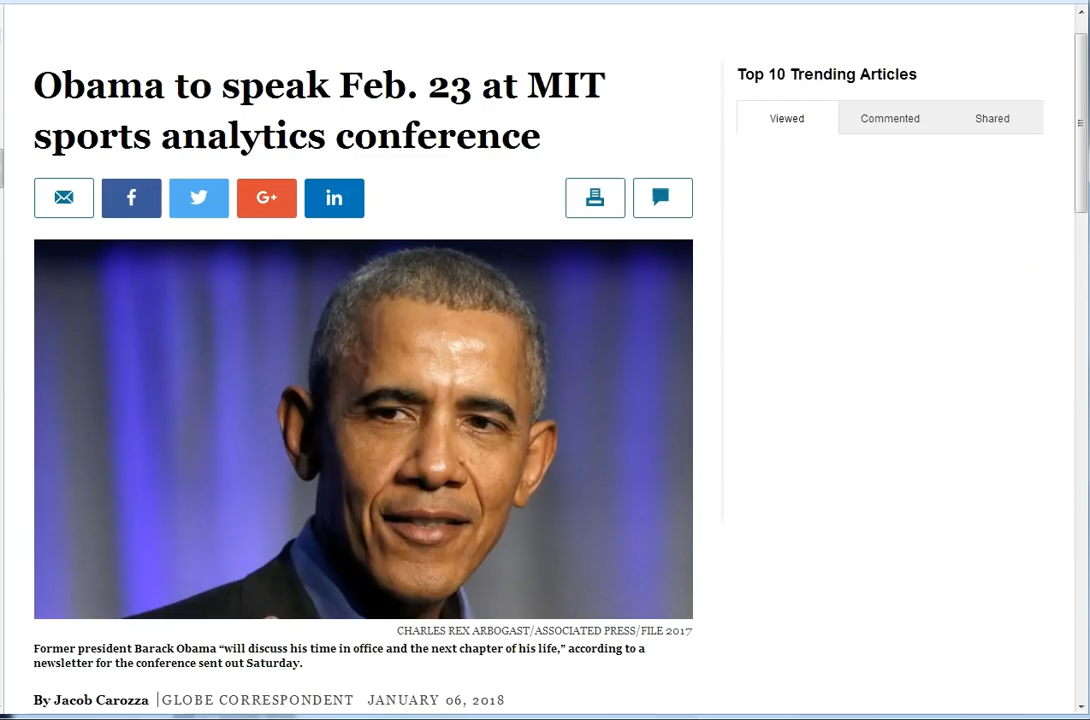 Obama to speak Feb. 23 at MIT
sports analytics conference
f
G+
in
CHARLES REX ARBOGAST/ASSOCIATED PRESS/FILE 2017
Former president Barack Obama “will discuss his time in office and the next chapter of his life,” according to a
newsletter for the conference sent out Saturday.
By Jacob Carozza | GLOBE CORRESPONDENT JANUARY 06, 2018
Top 10 Trending Articles
Viewed Commented Shared